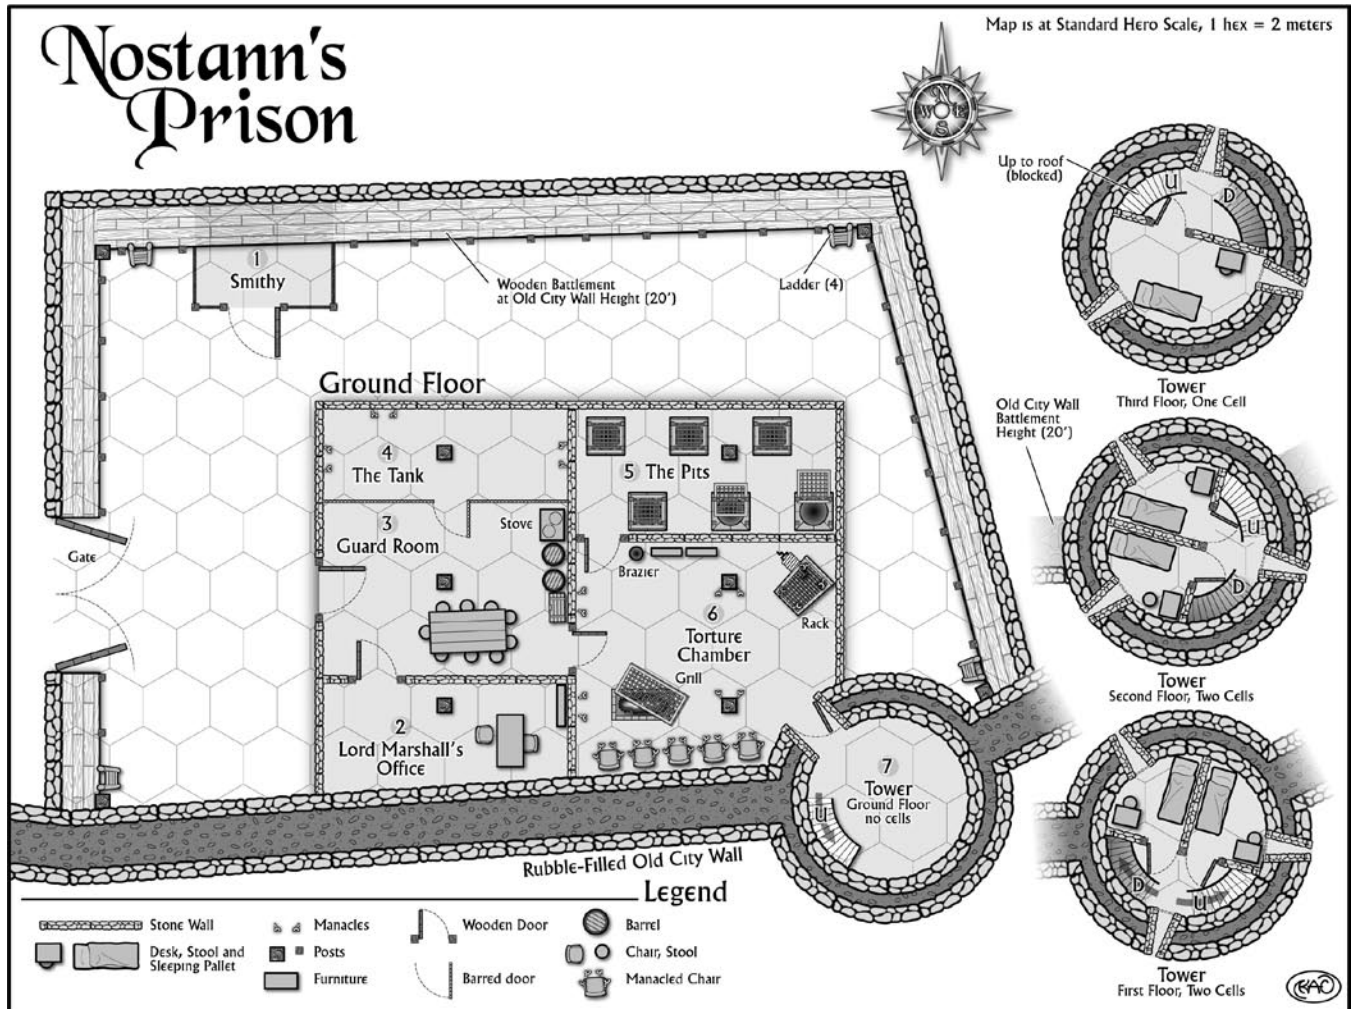 Nostann's
Prison
Map is at Standard Hero Scale, 1 hex = 2 meters
N
W
E
S
Up to roof
(blocked)
U
D
Tower
Third Floor, One Cell
1
Smithy
Wooden Battlement
at Old City Wall Height (20')
Ladder (4)
Ground Floor
Old City Wall
Battlement
Height (20')
4
The Tank
5 The Pits
3
Guard Room
Stove
Gate
Brazier
Rack
6
Torture
Chamber
Grill
U
D
Tower
Second Floor, Two Cells
2
Lord Marshall's
Office
7
Tower
Ground Floor
no cells
U
D
U
Tower
First Floor, Two Cells
Rubble-Filled Old City Wall
Legend
Stone Wall
Manacles
Wooden Door
Barrel
Desk, Stool and
Sleeping Pallet
Posts
Chair, Stool
Furniture
Barred door
Manacled Chair